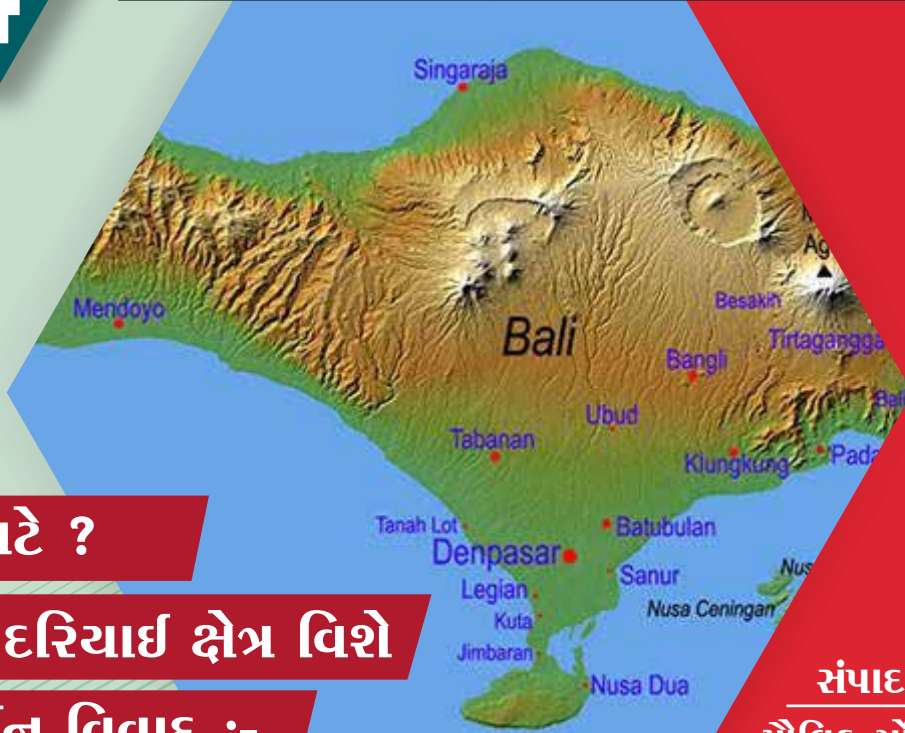 Singaraja
Mendoyo
Besakih
Bali
Tirtagangga
Bangli
Ubud
Tabanan
Klungkung
Tanah Lot
Batubulan
Denpasar
Sanur
Legian
Nusa Ceningan
Kuta
Jimbaran
Nusa Dua
?
દરિયાઈ ક્ષેત્ર વિશે
વિવાદ :-